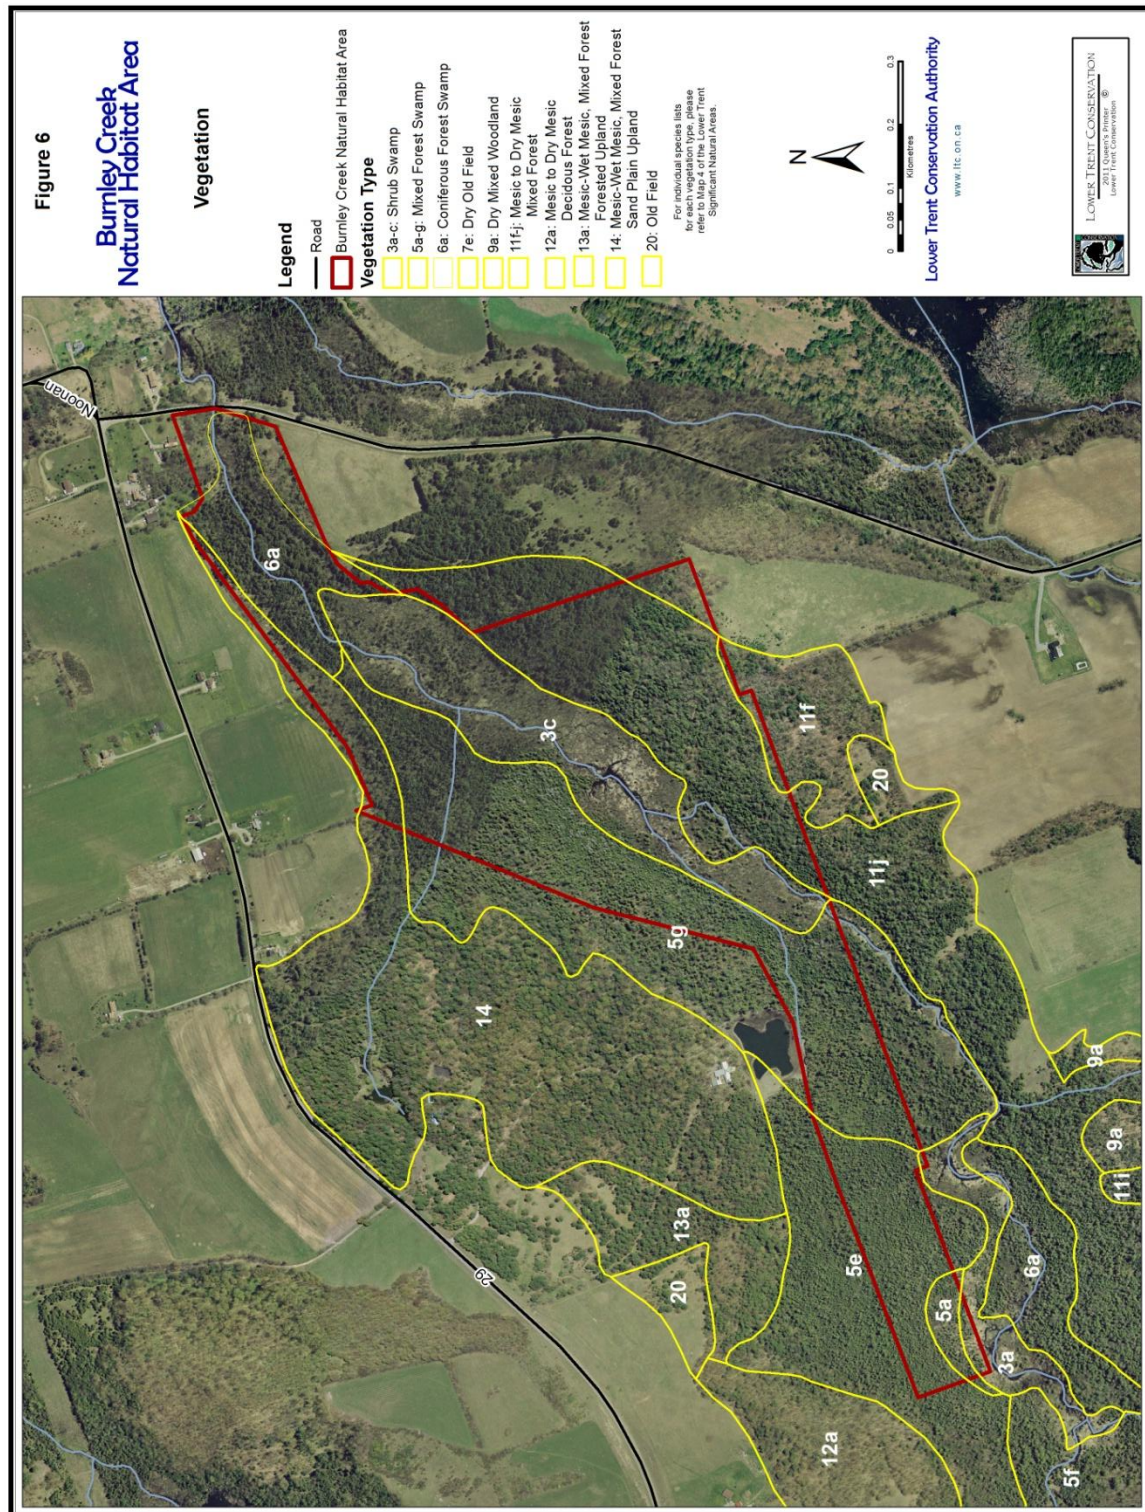 Figure 6
Burnley Creek
Natural Habitat Area
Vegetation
Legend
Road
Burnley Creek Natural Habitat Area
Vegetation Type
3a-c: Shrub Swamp
5a-g: Mixed Forest Swamp
6a: Coniferous Forest Swamp
7e: Dry Old Field
9a: Dry Mixed Woodland
11f-j: Mesic to Dry Mesic
Mixed Forest
12a: Mesic to Dry Mesic
Decidous Forest
13a: Mesic-Wet Mesic, Mixed Forest
Forested Upland
14: Mesic-Wet Mesic, Mixed Forest
Sand Plain Upland
20: Old Field
For individual species lists
for each vegetation type, please
refer to Map 4 of the Lower Trent
Significant Natural Areas.
N
0 0.05 0.1 0.2 0.3
Kilometres
Lower Trent Conservation Authority
www.ltc.on.ca
LOWER TRENT CONSERVATION
2011 Queen's Printer ©
Lower Trent Conservation
Noonan
29
6a
3c
11f
20
11j
5g
14
9a
9a
11i
13a
20
5e
5a
6a
3a
12a
5f